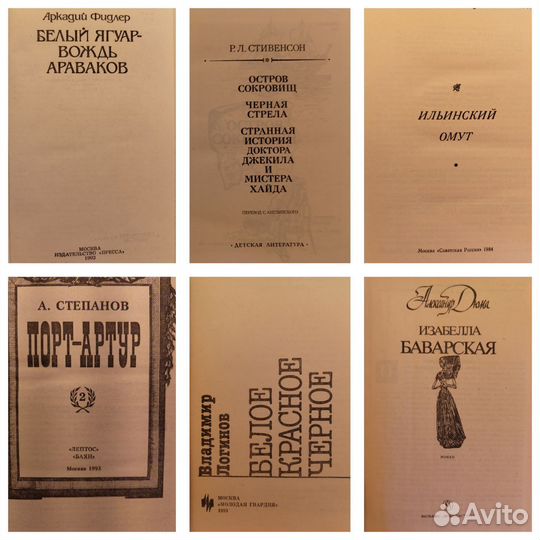 Аркадий Фидлер
БЕЛЫЙ ЯГУАР-
ВОЖДЬ
АРАВАКОВ
МОСКВА
ИЗДАТЕЛЬСТВО «ПРЕССА»
1993
Р.Л. СТИВЕНСОН
ОСТРОВ
СОКРОВИЩ
ЧЕРНАЯ
СТРЕЛА
СТРАННАЯ
ИСТОРИЯ
ДОКТОРА
ДЖЕКИЛА
И
МИСТЕРА
ХАЙДА
ПЕРЕВОД С АНГЛИЙСКОГО
·ДЕТСКАЯ ЛИТЕРАТУРА·
ИЛЬИНСКИЙ
ОМУТ
Москва «Советская Россия» 1984
А. СТЕПАНОВ
ПОРТ-АРТУР
2
«ЛЕПТОС»
«БАЯН»
Москва 1993
Владимир
Логинов
БЕЛОЕ
КРАСНОЕ
ЧЕРНОЕ
МОСКВА
«МОЛОДАЯ ГВАРДИЯ»
Александр Дюма
ИЗАБЕЛЛА
БАВАРСКАЯ
РОМАН
Avito